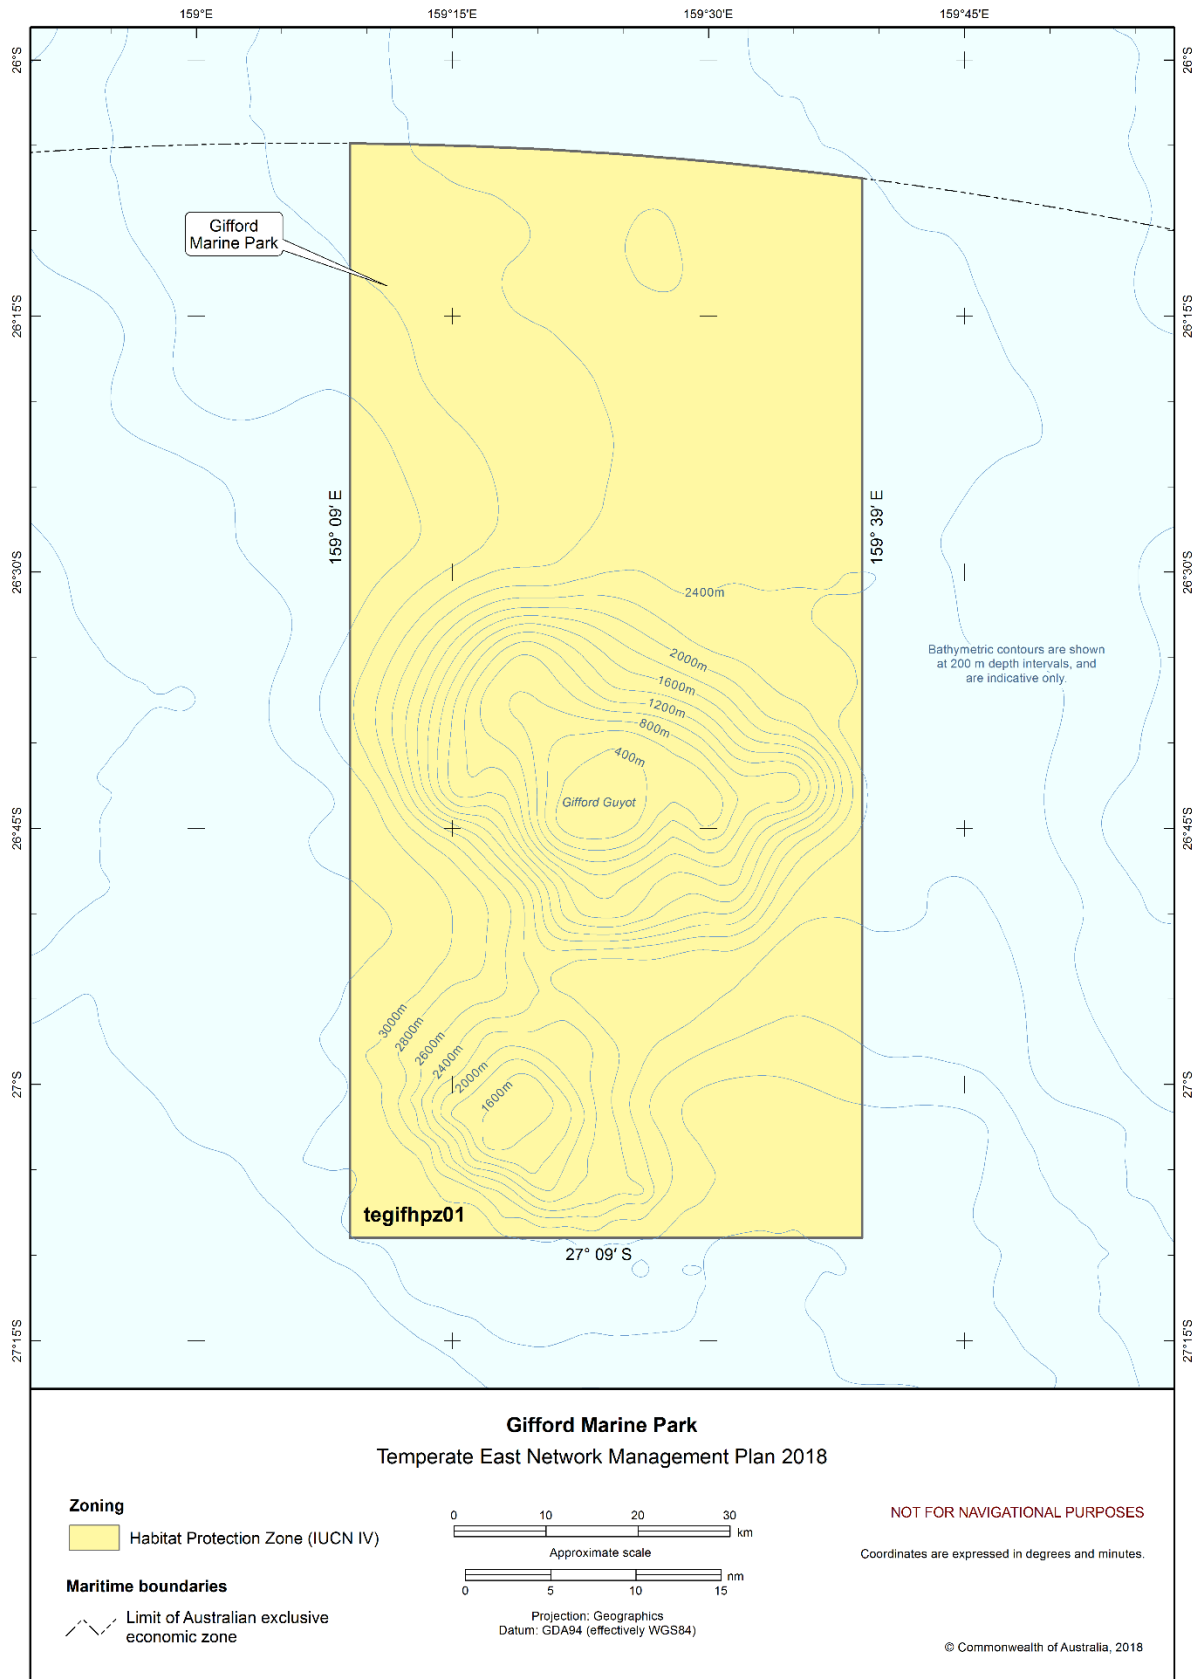 159°E
159°15'E
159°30'E
159°45'E
26°S
26°S
Gifford
Marine Park
26°15'S
26°15'S
159° 09′ E
159° 39′ E
26°30'S
26°30'S
2400m
2000m
1600m
1200m
800m
400m
Gifford Guyot
Bathymetric contours are shown
at 200 m depth intervals, and
are indicative only.
26°45'S
26°45'S
3000m
2800m
2600m
2400m
2000m
1600m
27°S
27°S
tegifhpz01
27° 09′ S
27°15'S
27°15'S
Gifford Marine Park
Temperate East Network Management Plan 2018
Zoning
Habitat Protection Zone (IUCN IV)
Maritime boundaries
Limit of Australian exclusive
economic zone
0 10 20 30
km
Approximate scale
nm
0 5 10 15
Projection: Geographics
Datum: GDA94 (effectively WGS84)
NOT FOR NAVIGATIONAL PURPOSES
Coordinates are expressed in degrees and minutes.
© Commonwealth of Australia, 2018